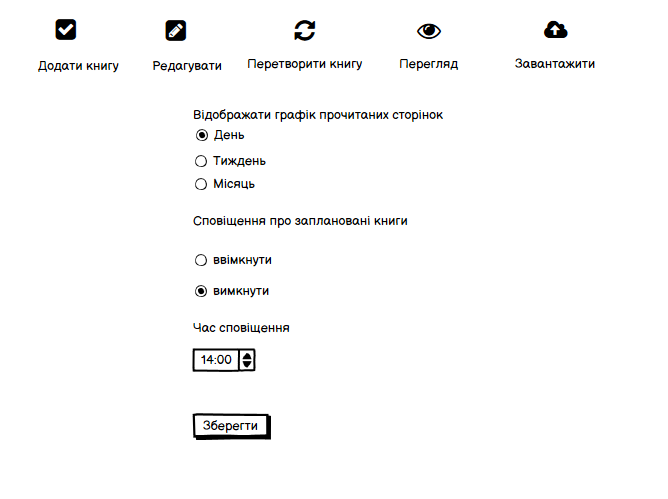 Додати книгу
Редагувати
Перетворити книгу
Перегляд
Завантажити
Відображати графік прочитаних сторінок
День
Тиждень
Місяць
Сповіщення про заплановані книги
ввімкнути
вимкнути
Час сповіщення
14:00
Зберегти